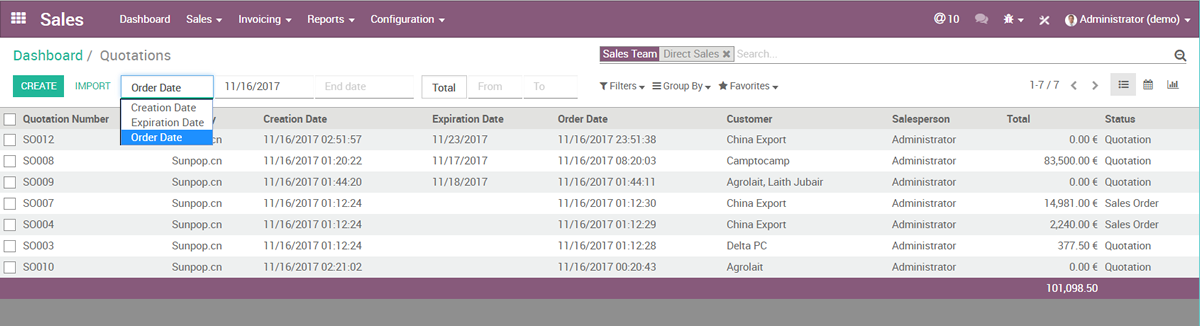 Sales Dashboard Sales Invoicing Reports Configuration @10 Administrator (demo)
Dashboard / Quotations Sales Team Direct Sales Search...
CREATE IMPORT Order Date 11/16/2017 End date Total From To Filters Group By Favorites 1-7 / 7
Creation Date
Expiration Date
Order Date
Quotation Number y Creation Date Expiration Date Order Date Customer Salesperson Total Status
SO012 .cn 11/16/2017 02:51:57 11/23/2017 11/16/2017 23:51:38 China Export Administrator 0.00 € Quotation
SO008 Sunpop.cn 11/16/2017 01:20:22 11/17/2017 11/16/2017 08:20:03 Camptocamp Administrator 83,500.00 € Quotation
SO009 Sunpop.cn 11/16/2017 01:44:20 11/18/2017 11/16/2017 01:44:11 Agrolait, Laith Jubair Administrator 0.00 € Quotation
SO007 Sunpop.cn 11/16/2017 01:12:24 11/16/2017 01:12:30 China Export Administrator 14,981.00 € Sales Order
SO004 Sunpop.cn 11/16/2017 01:12:24 11/16/2017 01:12:29 China Export Administrator 2,240.00 € Sales Order
SO003 Sunpop.cn 11/16/2017 01:12:24 11/16/2017 01:12:28 Delta PC Administrator 377.50 € Quotation
SO010 Sunpop.cn 11/16/2017 02:21:02 11/16/2017 00:20:43 Agrolait Administrator 0.00 € Quotation
101,098.50